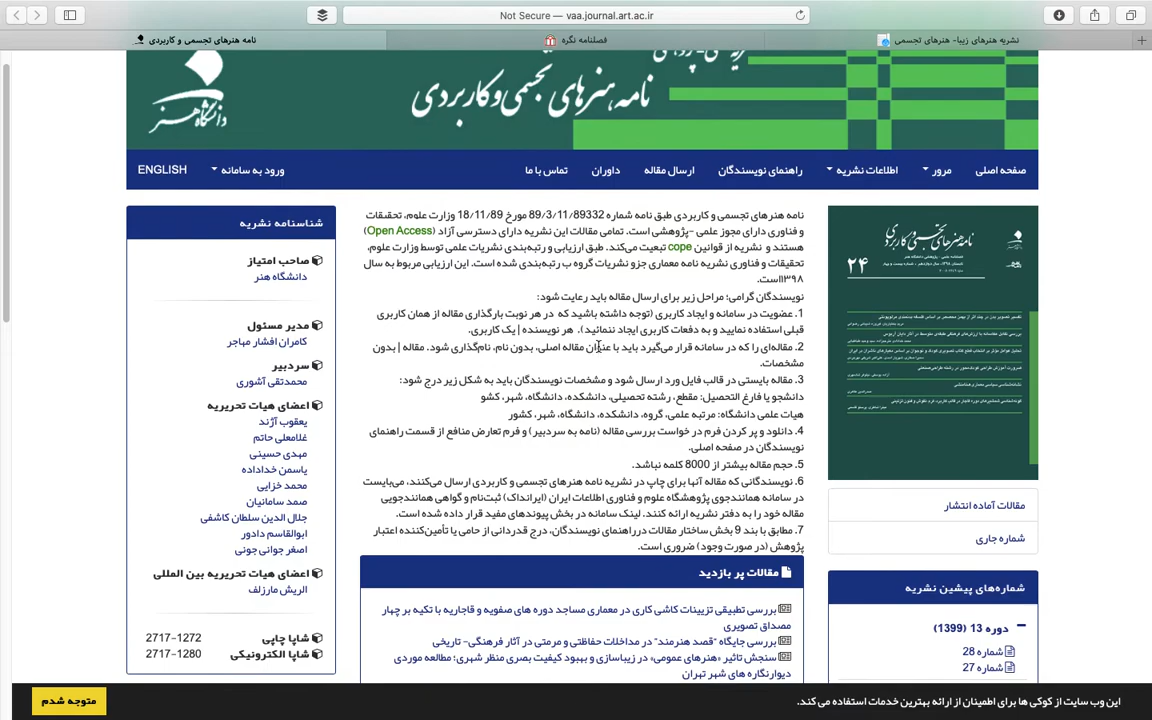 Not Secure — vaa.journal.art.ac.ir
نامه هنرهای تجسمی و کاربردی
فصلنامه نگره
نشریه هنرهای زیبا- هنرهای تجسمی
نامه هنرهای تجسمی و کاربردی
دانشگاه هنر
صفحه اصلی
مرور
اطلاعات نشریه
راهنمای نویسندگان
ارسال مقاله
داوران
تماس با ما
ورود به سامانه
ENGLISH
نامه هنرهای تجسمی و کاربردی
۲۴
مقالات آماده انتشار
شماره جاری
شماره‌های پیشین نشریه
دوره 13 (1399)
شماره 28
شماره 27
نامه هنرهای تجسمی و کاربردی طبق نامه شماره 89/3/11/89332 مورخ 18/11/89 وزارت علوم، تحقیقات
و فناوری دارای مجوز علمی -پژوهشی است. تمامی مقالات این نشریه دارای دسترسی آزاد (Open Access)
هستند و نشریه از قوانین cope تبعیت می‌کند. طبق ارزیابی و رتبه‌بندی نشریات علمی توسط وزارت علوم،
تحقیقات و فناوری نشریه نامه معماری جزو نشریات گروه ب رتبه‌بندی شده است. این ارزیابی مربوط به سال
۱۳۹۸است.
نویسندگان گرامی؛ مراحل زیر برای ارسال مقاله باید رعایت شود:
1. عضویت در سامانه و ایجاد کاربری (توجه داشته باشید که در هر نوبت بارگذاری مقاله از همان کاربری
قبلی استفاده نمایید و به دفعات کاربری ایجاد ننمائید). هر نویسنده | یک کاربری.
2. مقاله‌ای را که در سامانه قرار می‌گیرد باید با عنوان مقاله اصلی، بدون نام، نام‌گذاری شود. مقاله | بدون
مشخصات.
3. مقاله بایستی در قالب فایل ورد ارسال شود و مشخصات نویسندگان باید به شکل زیر درج شود:
دانشجو یا فارغ التحصیل: مقطع، رشته تحصیلی، دانشکده، دانشگاه، شهر، کشو
هیات علمی دانشگاه: مرتبه علمی، گروه، دانشکده، دانشگاه، شهر، کشور
4. دانلود و پر کردن فرم در خواست بررسی مقاله (نامه به سردبیر) و فرم تعارض منافع از قسمت راهنمای
نویسندگان در صفحه اصلی.
5. حجم مقاله بیشتر از 8000 کلمه نباشد.
6. نویسندگانی که مقاله آنها برای چاپ در نشریه نامه هنرهای تجسمی و کاربردی ارسال می‌کنند، می‌بایست
در سامانه همانندجوی پژوهشگاه علوم و فناوری اطلاعات ایران (ایرانداک) ثبت‌نام و گواهی همانندجویی
مقاله خود را به دفتر نشریه ارائه کنند. لینک سامانه در بخش پیوندهای مفید قرار داده شده است.
7. مطابق با بند 9 بخش ساختار مقالات درراهنمای نویسندگان، درج قدردانی از حامی یا تأمین‌کننده اعتبار
پژوهش (در صورت وجود) ضروری است.
مقالات پر بازدید
بررسی تطبیقی تزیینات کاشی کاری در معماری مساجد دوره های صفویه و قاجاریه با تکیه بر چهار
مصداق تصویری
بررسی جایگاه "قصد هنرمند" در مداخلات حفاظتی و مرمتی در آثار فرهنگی- تاریخی
سنجش تاثیر «هنرهای عمومی» در زیباسازی و بهبود کیفیت بصری منظر شهری: مطالعه موردی
دیوارنگاره های شهر تهران
شناسنامه نشریه
صاحب امتیاز
دانشگاه هنر
مدیر مسئول
کامران افشار مهاجر
سردبیر
محمدتقی آشوری
اعضای هیات تحریریه
یعقوب آژند
غلامعلی حاتم
مهدی حسینی
یاسمن خداداده
محمد خزایی
صمد سامانیان
جلال الدین سلطان کاشفی
ابوالقاسم دادور
اصغر جوانی جونی
اعضای هیات تحریریه بین المللی
الریش مارزلف
شاپا چاپی 2717-1272
شاپا الکترونیکی 2717-1280
این وب سایت از کوکی ها برای اطمینان از ارائه بهترین خدمات استفاده می کند.
متوجه شدم